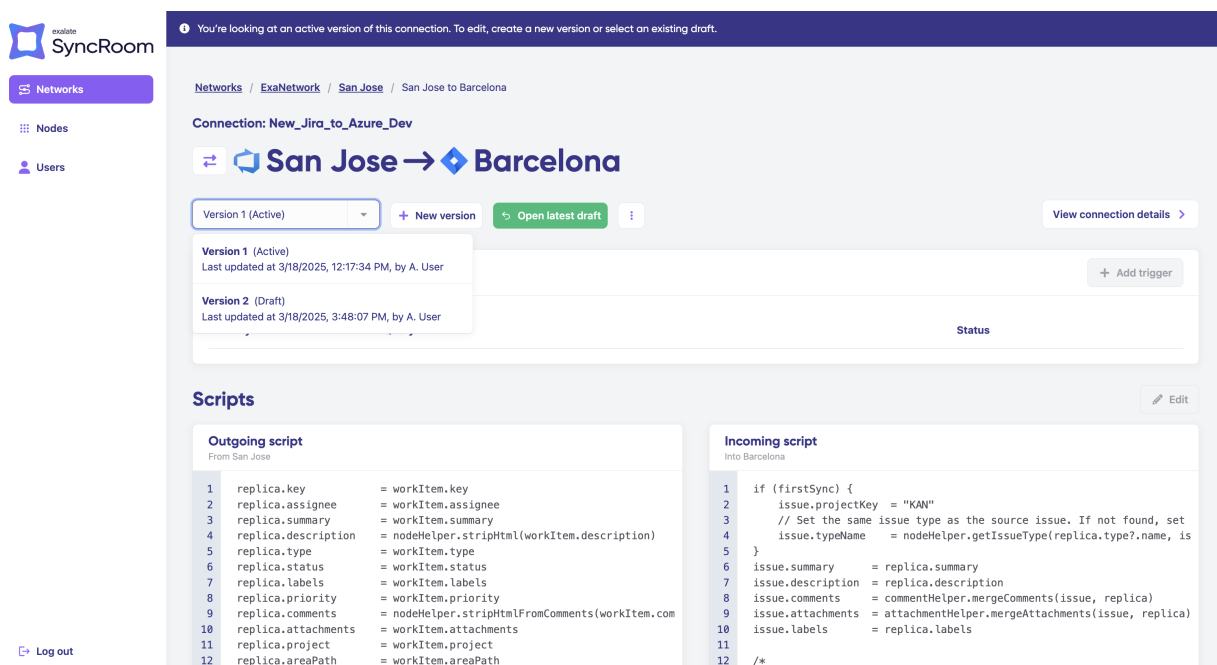 You're looking at an active version of this connection. To edit, create a new version or select an existing draft.
exalate
SyncRoom
Networks
Nodes
Users
Log out
Networks / ExaNetwork / San Jose / San Jose to Barcelona
Connection: New_Jira_to_Azure_Dev
San Jose → Barcelona
Version 1 (Active)
+ New version
Open latest draft
View connection details
Version 1 (Active)
Last updated at 3/18/2025, 12:17:34 PM, by A. User
Version 2 (Draft)
Last updated at 3/18/2025, 3:48:07 PM, by A. User
+ Add trigger
Status
Scripts
Edit
Outgoing script
From San Jose
1 replica.key = workItem.key
2 replica.assignee = workItem.assignee
3 replica.summary = workItem.summary
4 replica.description = nodeHelper.stripHtml(workItem.description)
5 replica.type = workItem.type
6 replica.status = workItem.status
7 replica.labels = workItem.labels
8 replica.priority = workItem.priority
9 replica.comments = nodeHelper.stripHtmlFromComments(workItem.com
10 replica.attachments = workItem.attachments
11 replica.project = workItem.project
12 replica.areaPath = workItem.areaPath
Incoming script
Into Barcelona
1 if (firstSync) {
2 issue.projectKey = "KAN"
3 // Set the same issue type as the source issue. If not found, set
4 issue.typeName = nodeHelper.getIssueType(replica.type?.name, is
5 }
6 issue.summary = replica.summary
7 issue.description = replica.description
8 issue.comments = commentHelper.mergeComments(issue, replica)
9 issue.attachments = attachmentHelper.mergeAttachments(issue, replica)
10 issue.labels = replica.labels
11
12 /*